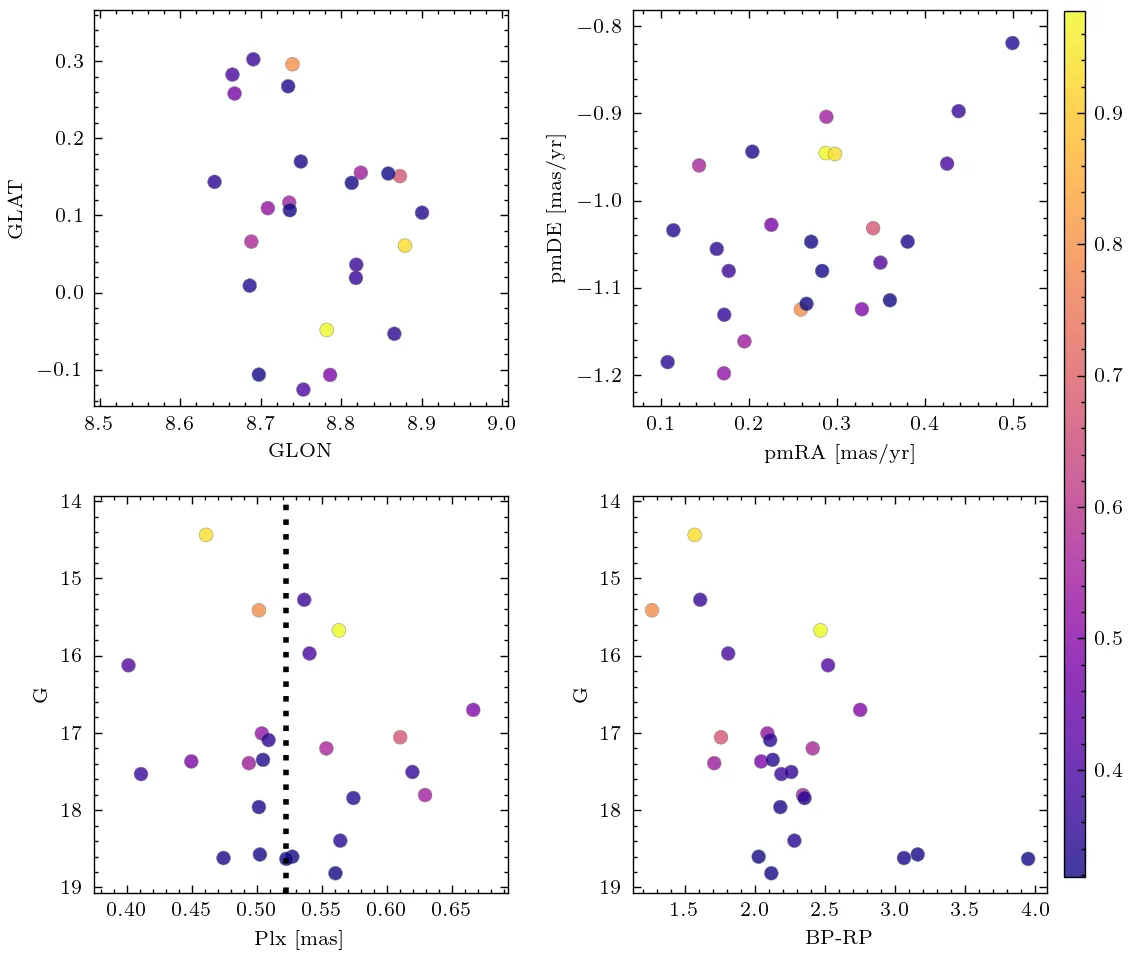 0.3
0.2
0.1
0.0
−0.1
GLAT
8.5 8.6 8.7 8.8 8.9 9.0
GLON
−0.8
−0.9
−1.0
−1.1
−1.2
pmDE [mas/yr]
0.1 0.2 0.3 0.4 0.5
pmRA [mas/yr]
0.9
0.8
0.7
0.6
0.5
0.4
14
15
16
17
18
19
G
0.40 0.45 0.50 0.55 0.60 0.65
Plx [mas]
14
15
16
17
18
19
G
1.5 2.0 2.5 3.0 3.5 4.0
BP-RP